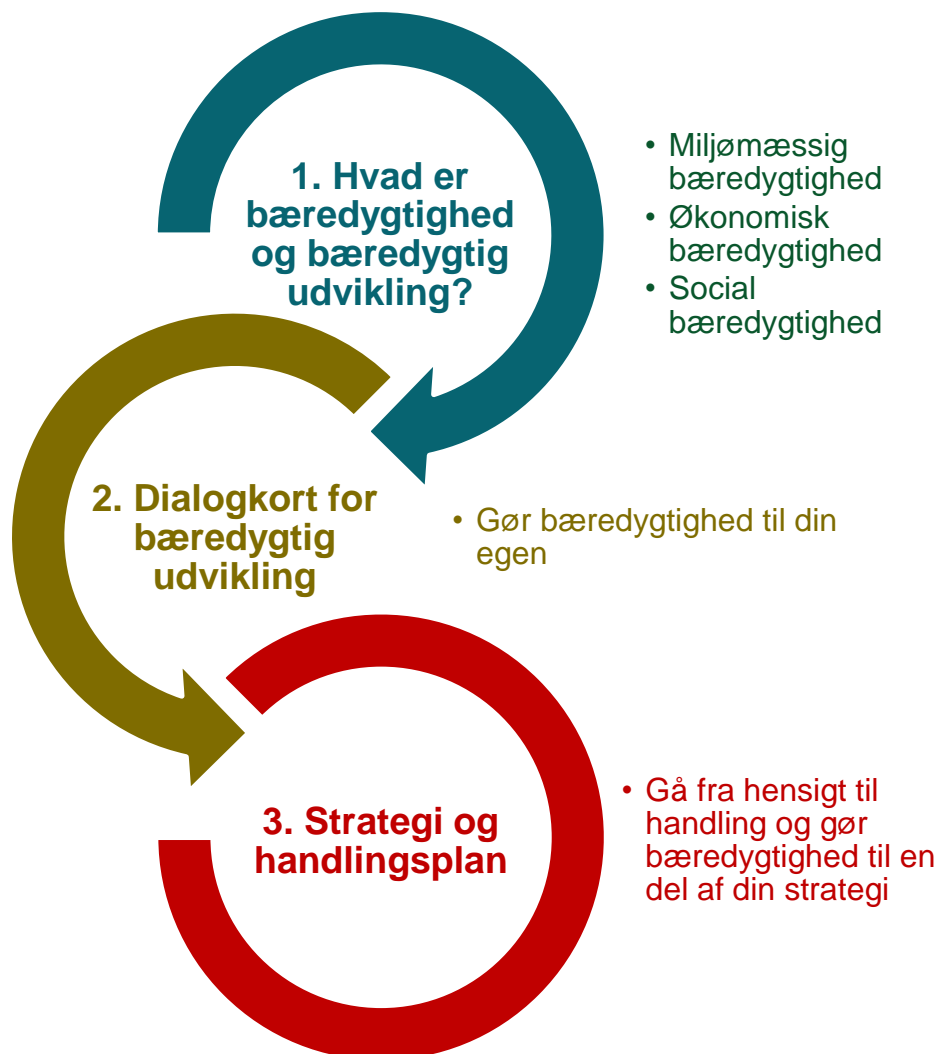 1. Hvad er
bæredygtighed
og bæredygtig
udvikling?
• Miljømæssig
bæredygtighed
• Økonomisk
bæredygtighed
• Social
bæredygtighed
2. Dialogkort for
bæredygtig
udvikling
• Gør bæredygtighed til din
egen
3. Strategi og
handlingsplan
• Gå fra hensigt til
handling og gør
bæredygtighed til en
del af din strategi